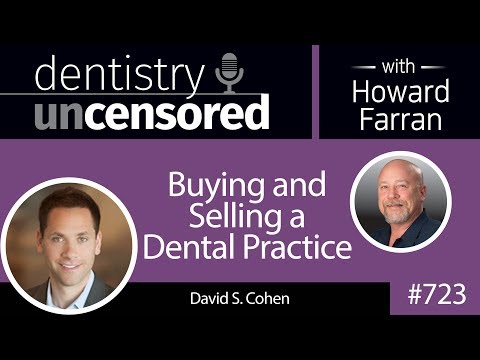 dentistry
uncensored
with
Howard
Farran
Buying and
Selling a
Dental Practice
David S. Cohen
#723